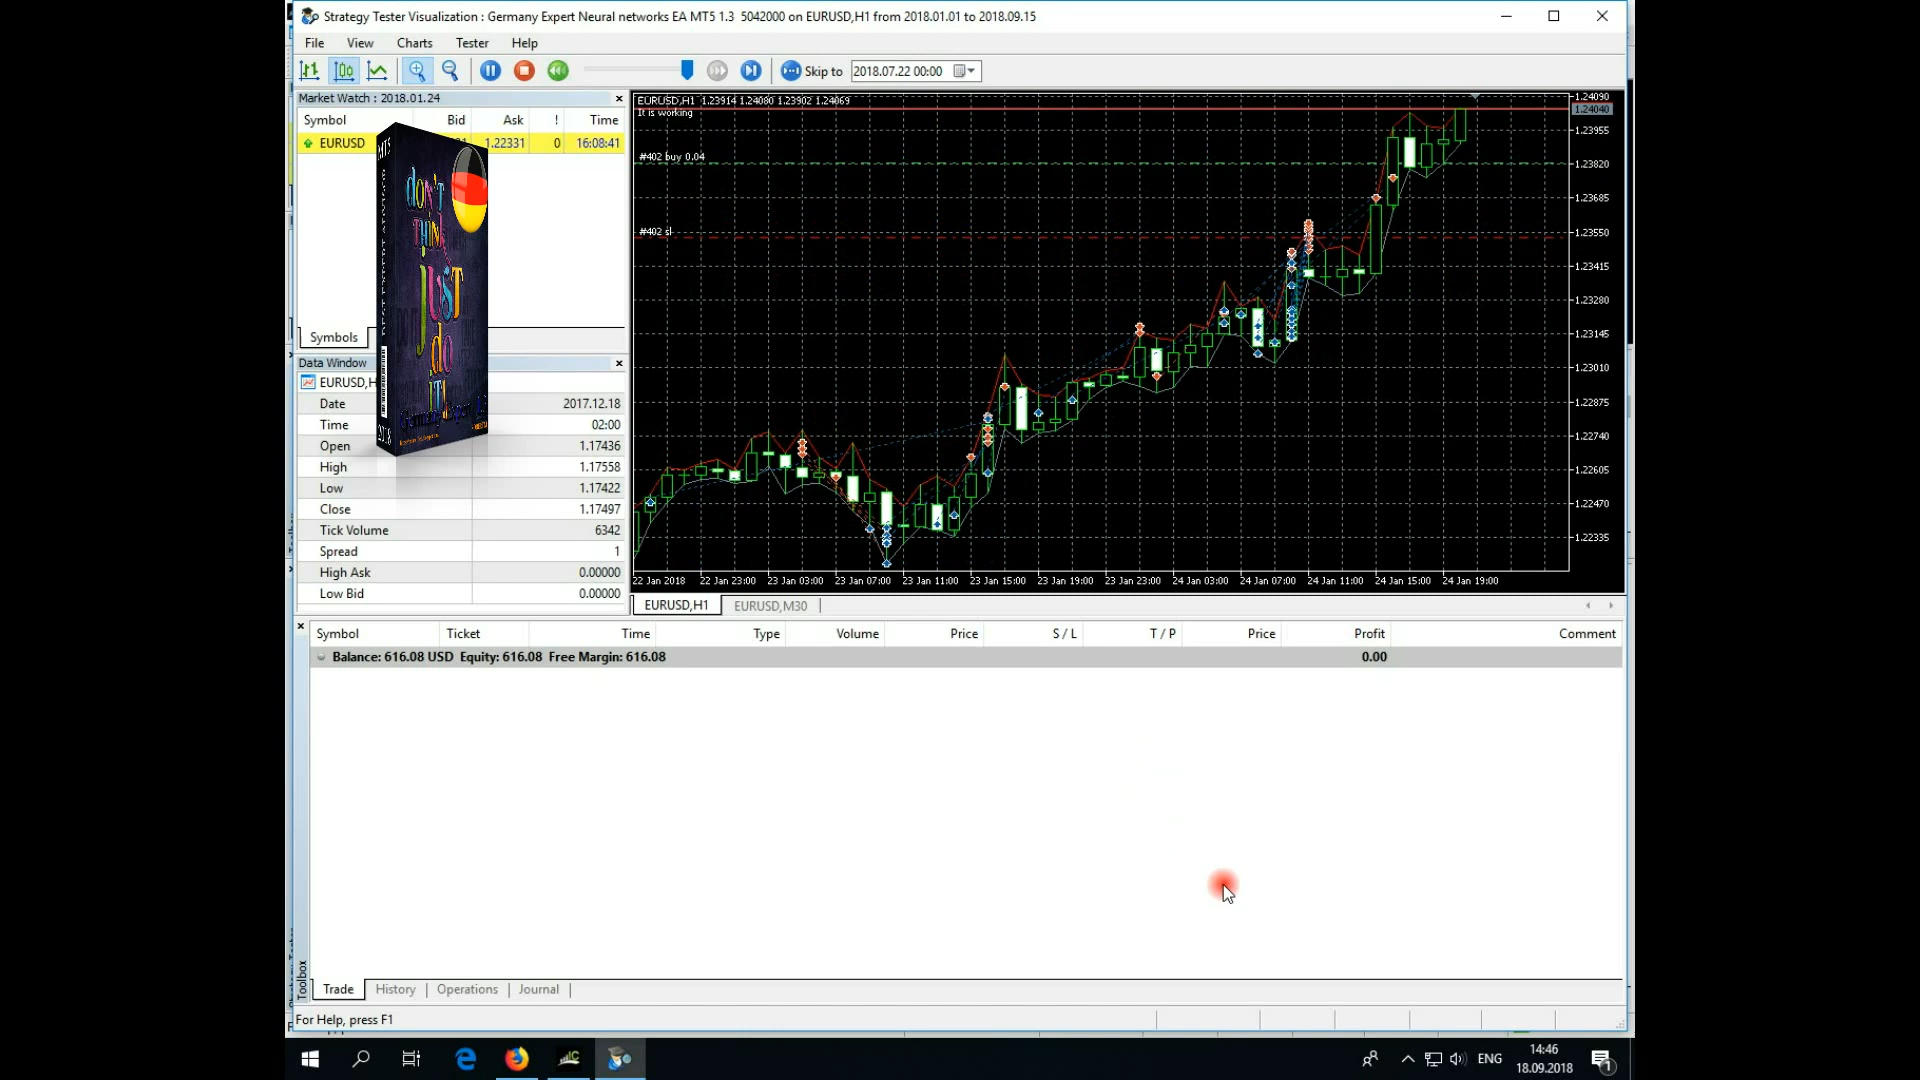 Strategy Tester Visualization : Germany Expert Neural networks EA MT5 1.3 5042000 on EURUSD,H1 from 2018.01.01 to 2018.09.15
File View Charts Tester Help
Skip to 2018.07.22 00:00
Market Watch : 2018.01.24
Symbol Bid Ask ! Time
EURUSD 1.22331 0 16:08:41
MT5
don't
THINK
JUST
do
IT!
2018
Symbols
Data Window
EURUSD,H
Date 2017.12.18
Time 02:00
Open 1.17436
High 1.17558
Low 1.17422
Close 1.17497
Tick Volume 6342
Spread 1
High Ask 0.00000
Low Bid 0.00000
EURUSD,H1 1.23914 1.24080 1.23902 1.24069
It is working
#402 buy 0.04
#402 sl
1.24090
1.24040
1.23955
1.23820
1.23685
1.23550
1.23415
1.23280
1.23145
1.23010
1.22875
1.22740
1.22605
1.22470
1.22335
22 Jan 2018 22 Jan 23:00 23 Jan 03:00 23 Jan 07:00 23 Jan 11:00 23 Jan 15:00 23 Jan 19:00 23 Jan 23:00 24 Jan 03:00 24 Jan 07:00 24 Jan 11:00 24 Jan 15:00 24 Jan 19:00
EURUSD,H1 EURUSD,M30
Symbol Ticket Time Type Volume Price S / L T / P Price Profit Comment
Balance: 616.08 USD Equity: 616.08 Free Margin: 616.08 0.00
Toolbox
Trade History Operations Journal
For Help, press F1
ENG
14:46
18.09.2018
1